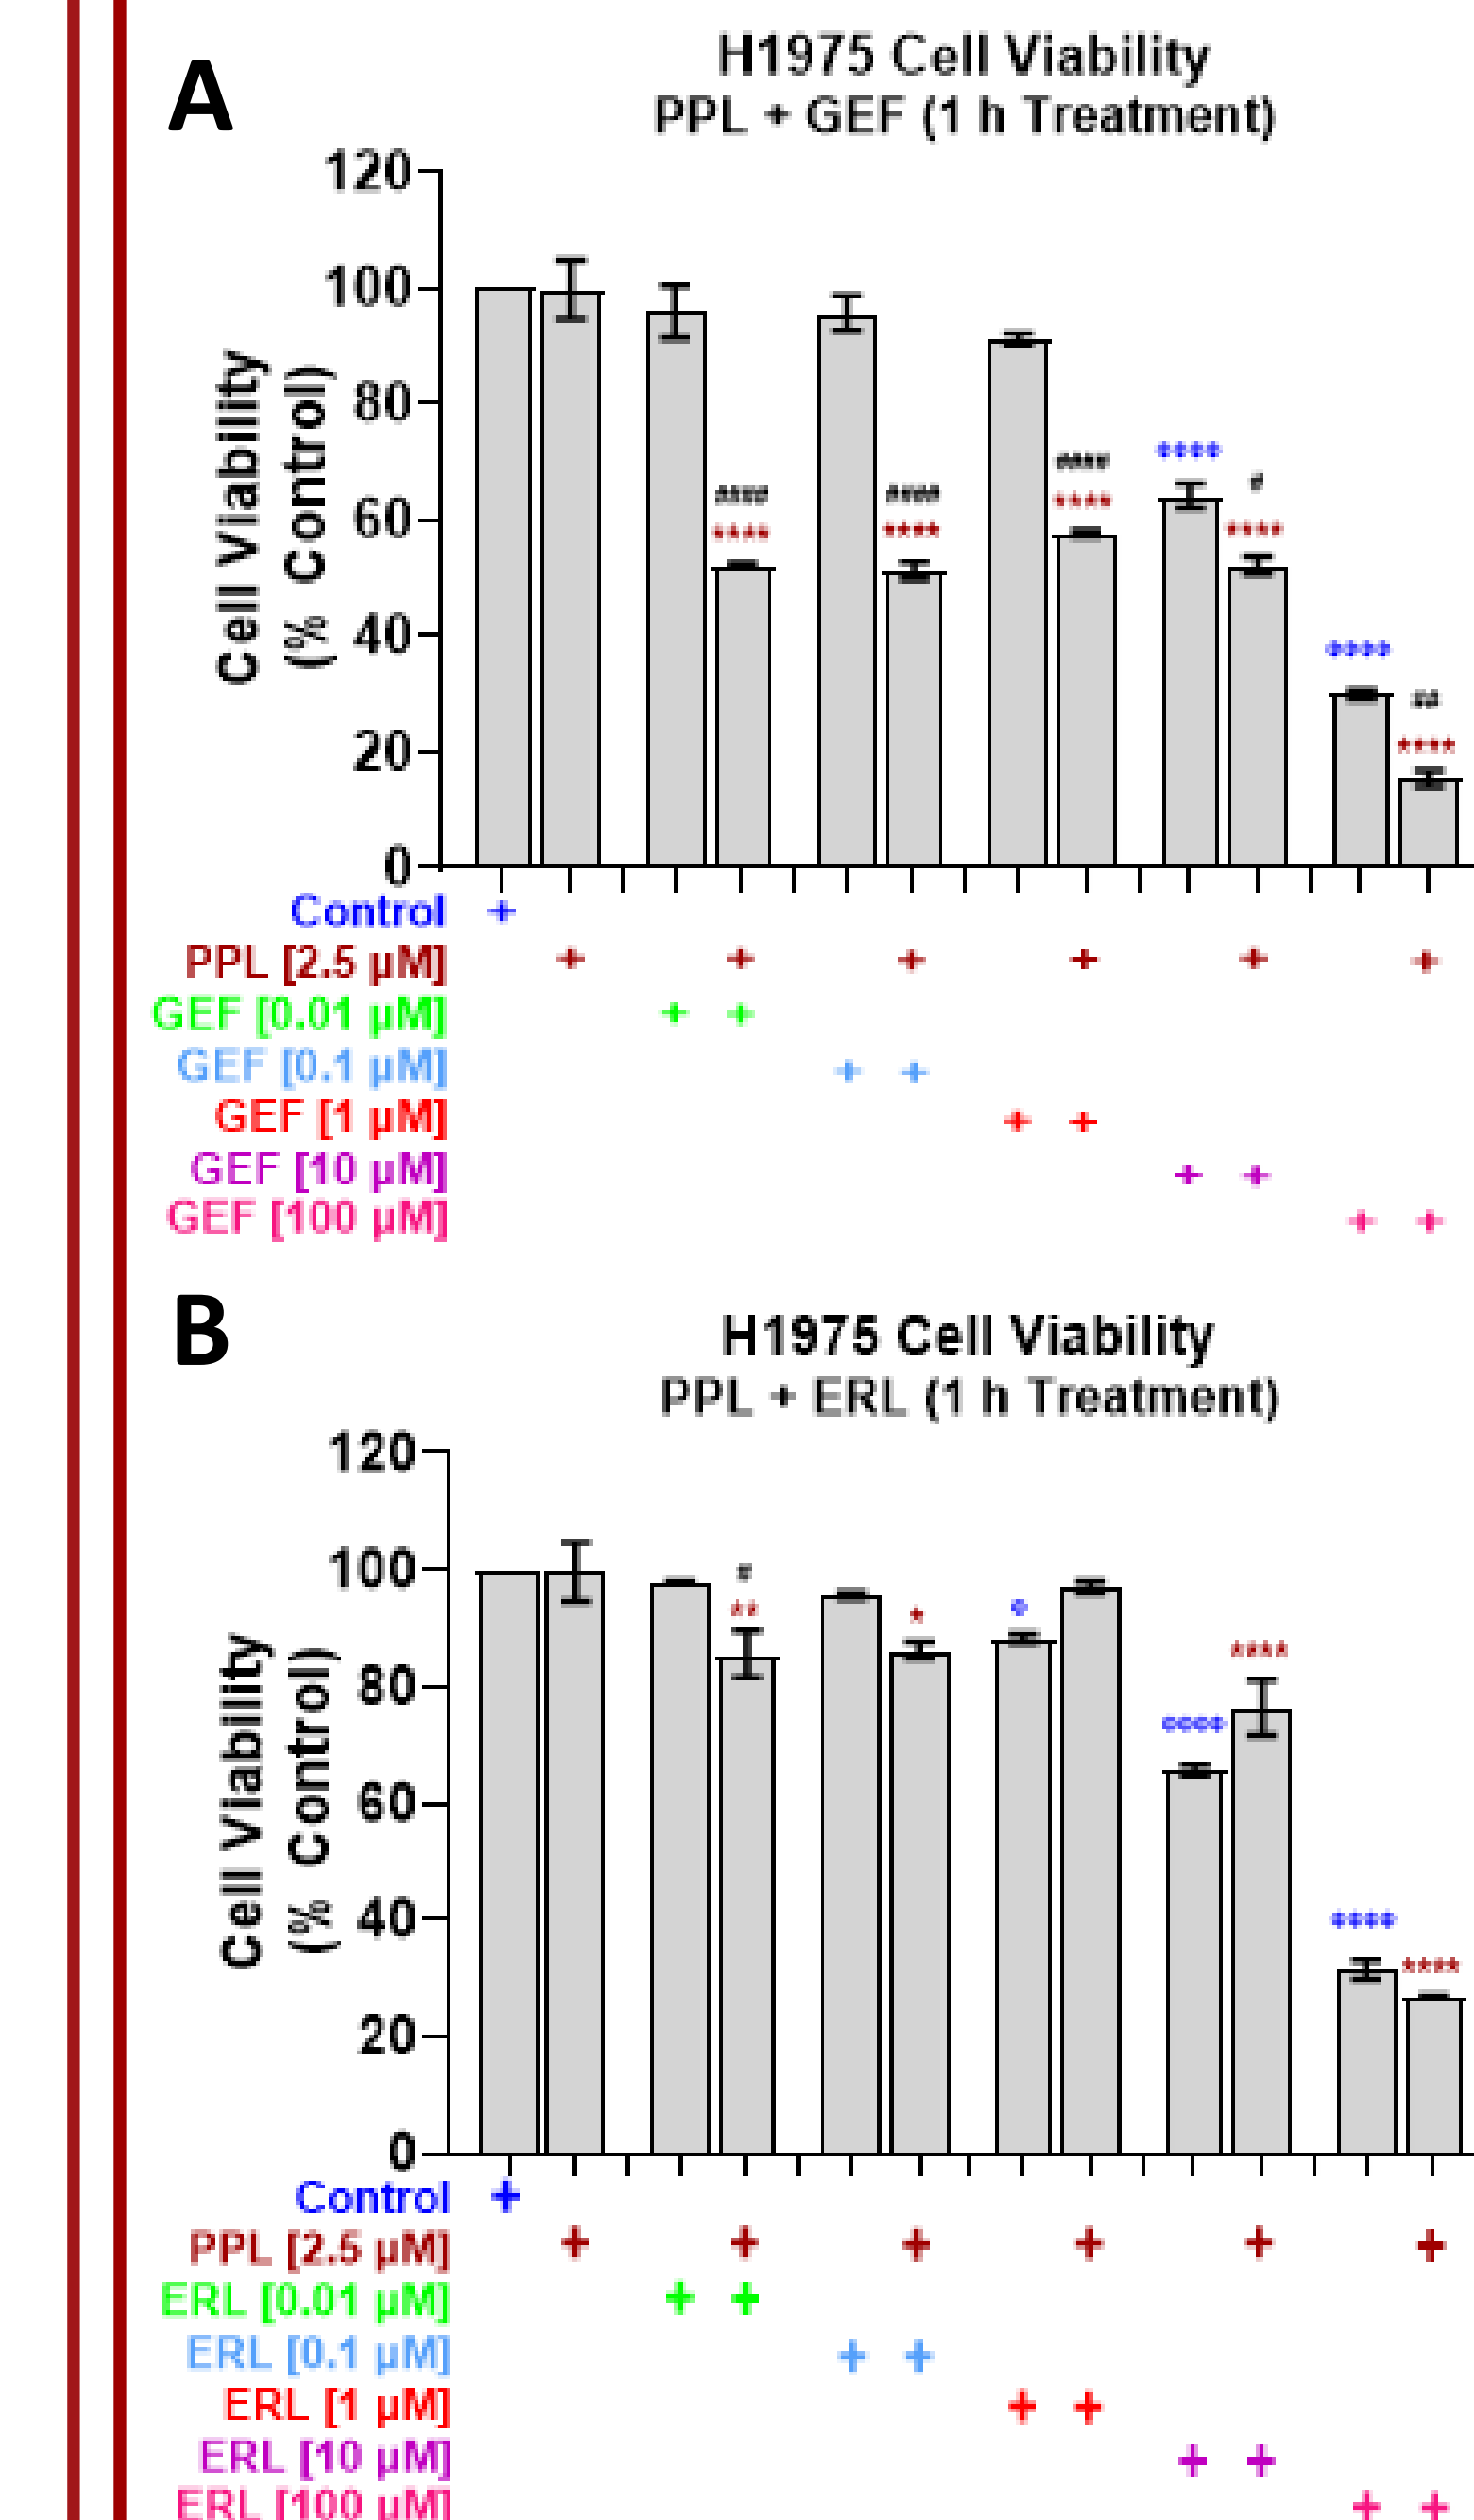 A
H1975 Cell Viability
PPL + GEF (1 h Treatment)
120
100
80
60
40
20
0
Cell Viability
(% Control)
####
****
####
****
####
****
****
#
****
****
##
****
Control +
PPL [2.5 µM] + + + + + +
GEF [0.01 µM] + +
GEF [0.1 µM] + +
GEF [1 µM] + +
GEF [10 µM] + +
GEF [100 µM] + +
B
H1975 Cell Viability
PPL + ERL (1 h Treatment)
120
100
80
60
40
20
0
Cell Viability
(% Control)
#
**
*
*
****
****
****
****
Control +
PPL [2.5 µM] + + + + + +
ERL [0.01 µM] + +
ERL [0.1 µM] + +
ERL [1 µM] + +
ERL [10 µM] + +
ERL [100 µM] + +